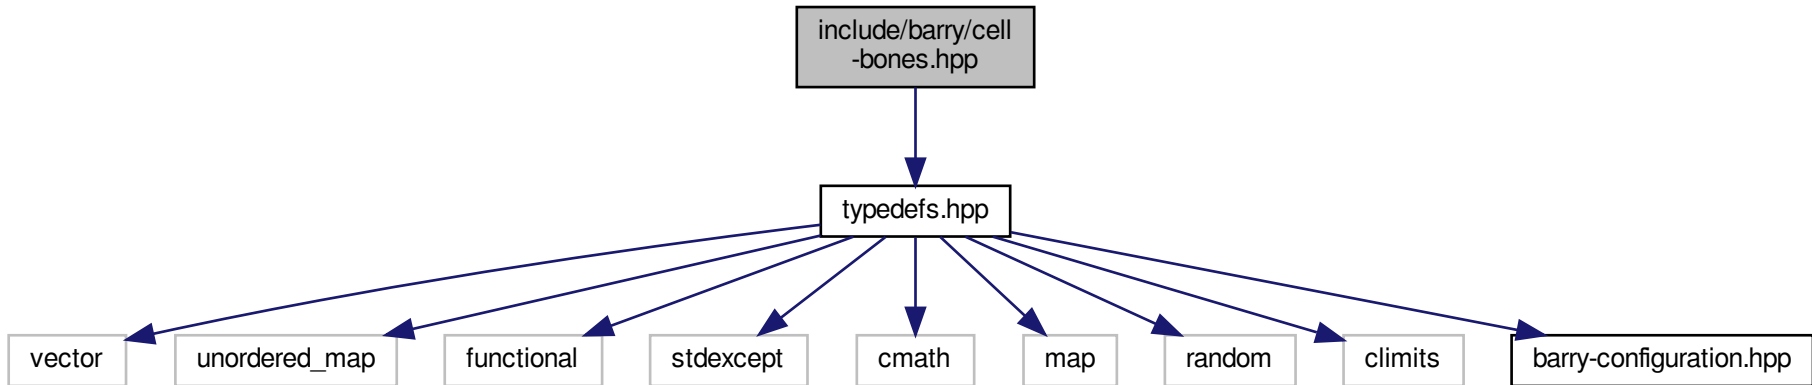 include/barry/cell
-bones.hpp
typedefs.hpp
vector
unordered_map
functional
stdexcept
cmath
map
random
climits
barry-configuration.hpp